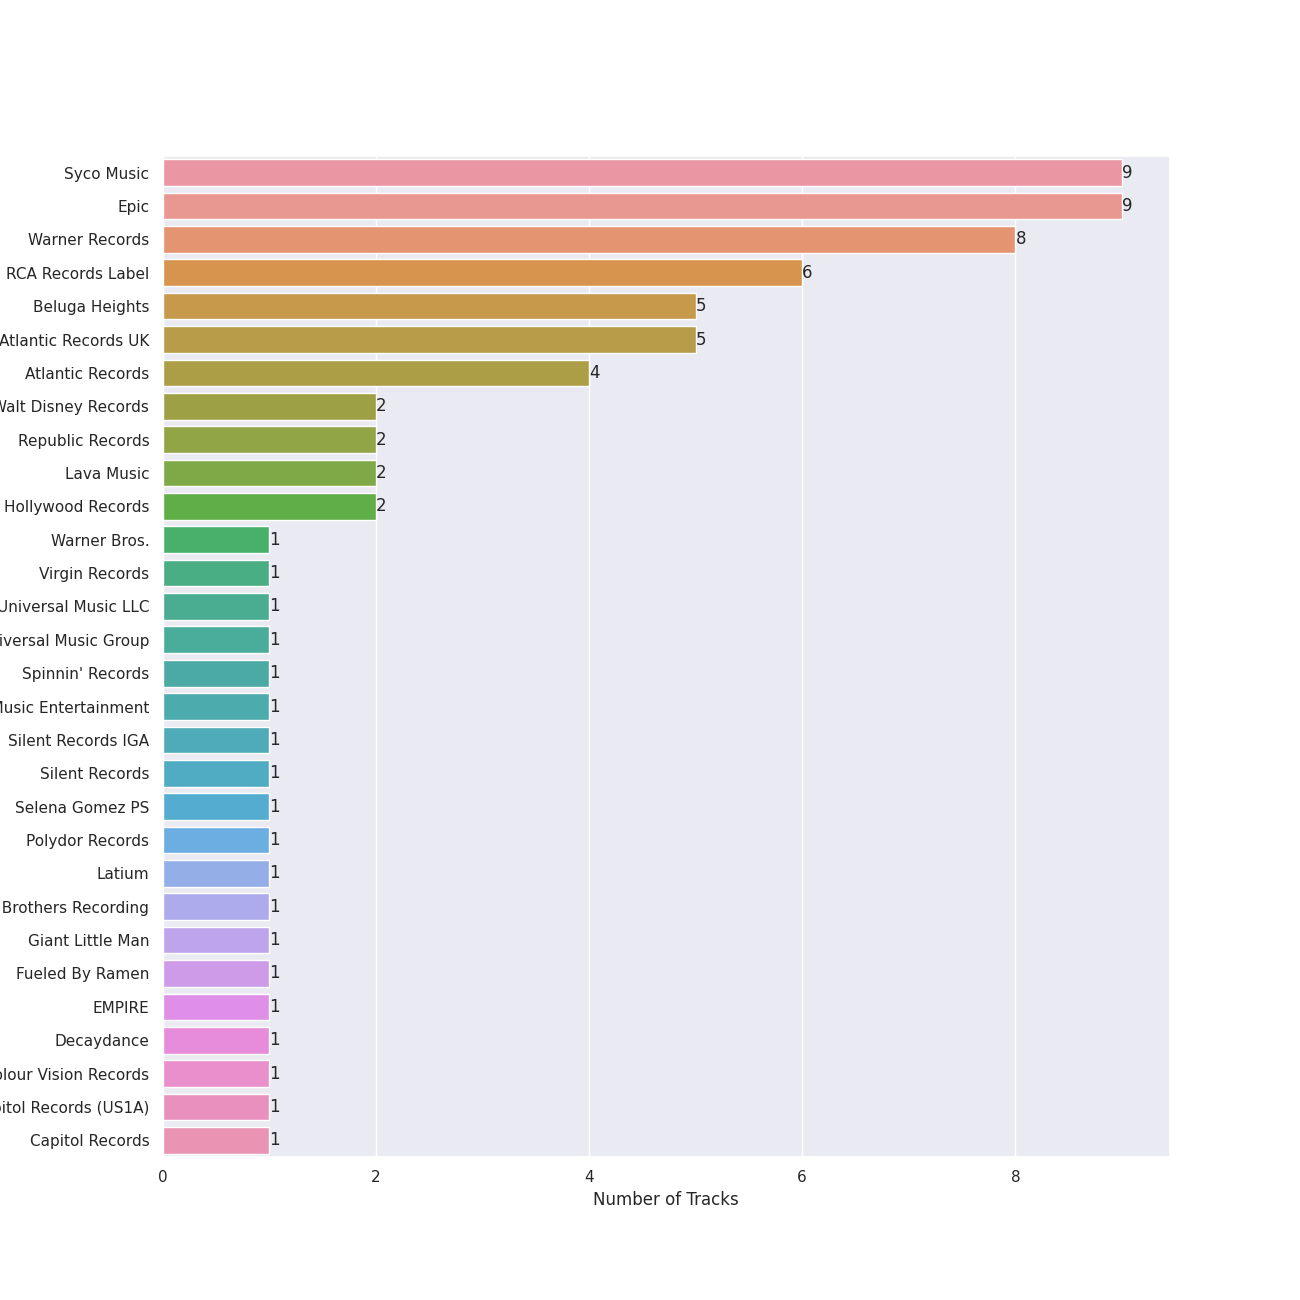 Syco Music 9
Epic 9
Warner Records 8
RCA Records Label 6
Beluga Heights 5
Atlantic Records UK 5
Atlantic Records 4
Disney Records 2
Republic Records 2
Lava Music 2
Hollywood Records 2
Warner Bros. 1
Virgin Records 1
Universal Music LLC 1
Music Group 1
Spinnin' Records 1
Entertainment 1
Silent Records IGA 1
Silent Records 1
Selena Gomez PS 1
Polydor Records 1
Latium 1
Brothers Recording 1
Giant Little Man 1
Fueled By Ramen 1
EMPIRE 1
Decaydance 1
Vision Records 1
Records (US1A) 1
Capitol Records 1
0 2 4 6 8
Number of Tracks